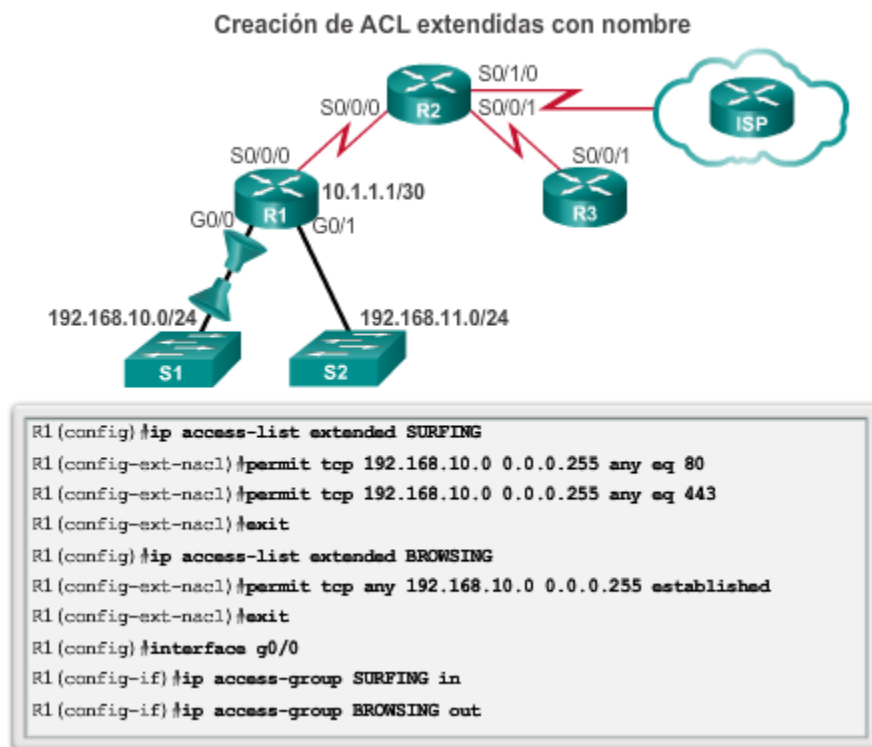 Creación de ACL extendidas con nombre
S0/1/0
S0/0/0
R2
S0/0/1
ISP
S0/0/0
S0/0/1
10.1.1.1/30
R1
R3
G0/0
G0/1
192.168.10.0/24
192.168.11.0/24
S1
S2
R1(config)#ip access-list extended SURFING
R1(config-ext-nacl)#permit tcp 192.168.10.0 0.0.0.255 any eq 80
R1(config-ext-nacl)#permit tcp 192.168.10.0 0.0.0.255 any eq 443
R1(config-ext-nacl)#exit
R1(config)#ip access-list extended BROWSING
R1(config-ext-nacl)#permit tcp any 192.168.10.0 0.0.0.255 established
R1(config-ext-nacl)#exit
R1(config)#interface g0/0
R1(config-if)#ip access-group SURFING in
R1(config-if)#ip access-group BROWSING out